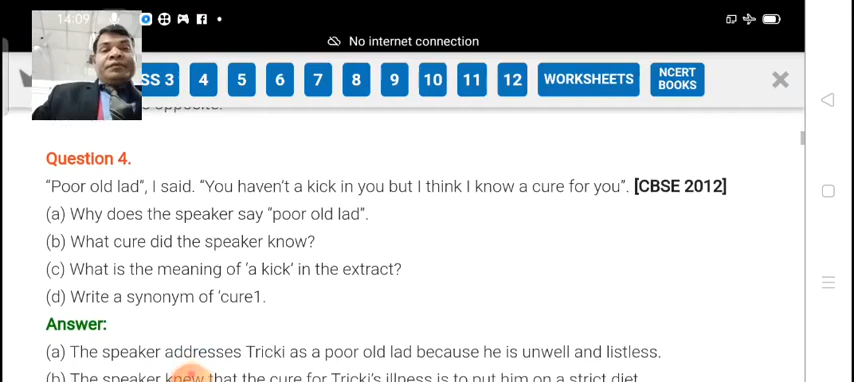 14:09
No internet connection
SS 3 4 5 6 7 8 9 10 11 12 WORKSHEETS NCERT BOOKS
opposite.
Question 4.
“Poor old lad”, I said. “You haven’t a kick in you but I think I know a cure for you”. [CBSE 2012]
(a) Why does the speaker say “poor old lad”.
(b) What cure did the speaker know?
(c) What is the meaning of ‘a kick’ in the extract?
(d) Write a synonym of ‘cure1.
Answer:
(a) The speaker addresses Tricki as a poor old lad because he is unwell and listless.
(b) The speaker knew that the cure for Tricki’s illness is to put him on a strict diet